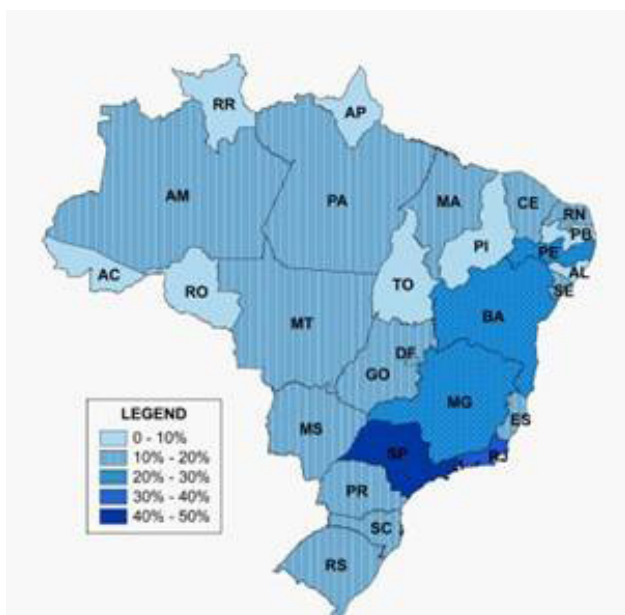 RR
AP
AM
PA
MA
CE
RN
PB
PI
PE
AC
AL
RO
TO
SE
BA
MT
DF
GO
MG
MS
ES
SP
RJ
PR
SC
RS
LEGEND
0 - 10%
10% - 20%
20% - 30%
30% - 40%
40% - 50%